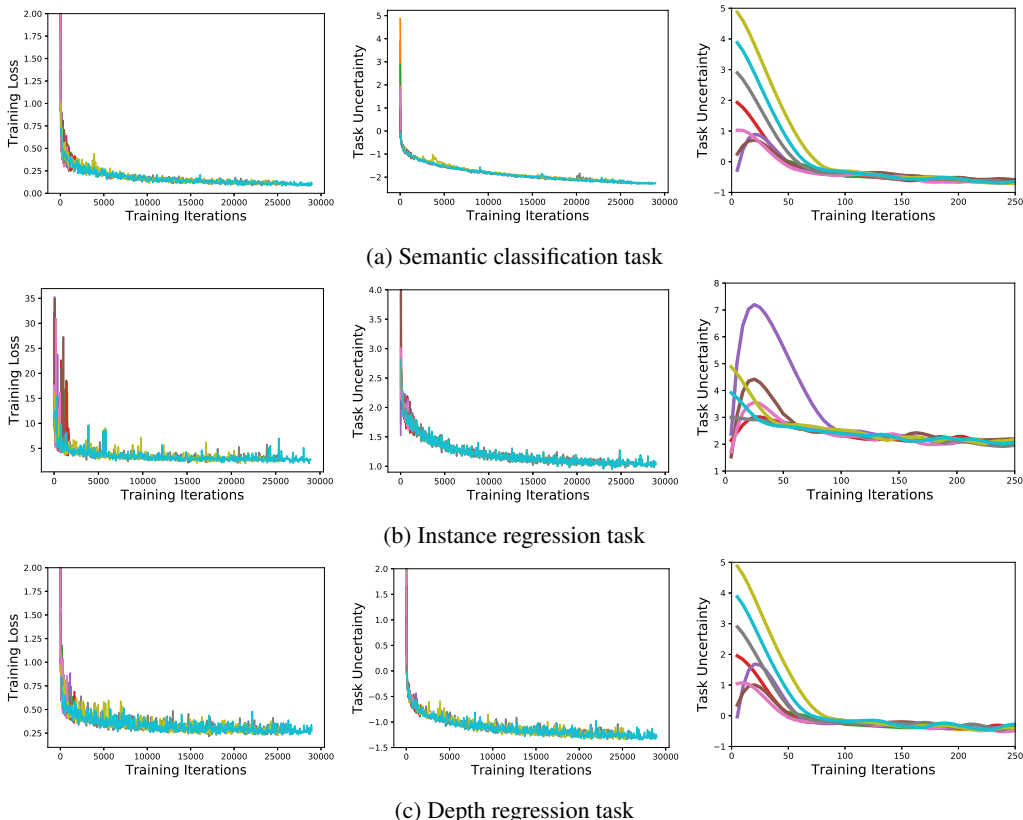 2.00
1.75
1.50
1.25
1.00
0.75
0.50
0.25
0.00
Training Loss
0 5000 10000 15000 20000 25000 30000
Training Iterations
5
4
3
2
1
0
−1
−2
Task Uncertainty
0 5000 10000 15000 20000 25000 30000
Training Iterations
5
4
3
2
1
0
−1
Task Uncertainty
0 50 100 150 200 250
Training Iterations
(a) Semantic classification task
35
30
25
20
15
10
5
Training Loss
0 5000 10000 15000 20000 25000 30000
Training Iterations
4.0
3.5
3.0
2.5
2.0
1.5
1.0
Task Uncertainty
0 5000 10000 15000 20000 25000 30000
Training Iterations
8
7
6
5
4
3
2
1
Task Uncertainty
0 50 100 150 200 250
Training Iterations
(b) Instance regression task
2.00
1.75
1.50
1.25
1.00
0.75
0.50
0.25
Training Loss
0 5000 10000 15000 20000 25000 30000
Training Iterations
2.0
1.5
1.0
0.5
0.0
−0.5
−1.0
−1.5
Task Uncertainty
0 5000 10000 15000 20000 25000 30000
Training Iterations
5
4
3
2
1
0
−1
Task Uncertainty
0 50 100 150 200 250
Training Iterations
(c) Depth regression task